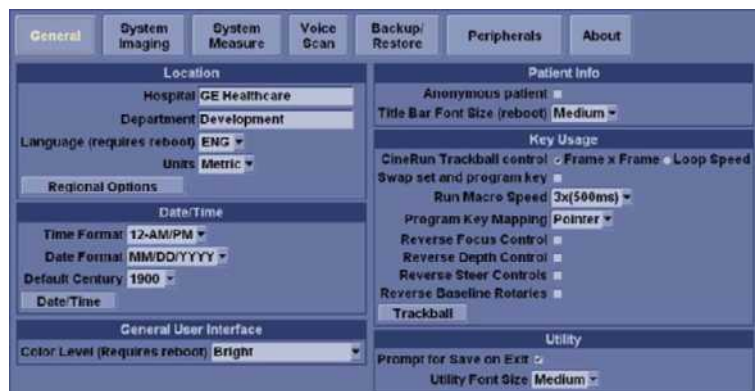 General
System Imaging
System Measure
Voice Scan
Backup/ Restore
Peripherals
About
Location
Hospital GE Healthcare
Department Development
Language (requires reboot) ENG
Units Metric
Regional Options
Date/Time
Time Format 12-AM/PM
Date Format MM/DD/YYYY
Default Century 1900
Date/Time
General User Interface
Color Level (Requires reboot) Bright
Patient Info
Anonymous patient
Title Bar Font Size (reboot) Medium
Key Usage
CineRun Trackball control Frame x Frame Loop Speed
Swap set and program key
Run Macro Speed 3x(500ms)
Program Key Mapping Pointer
Reverse Focus Control
Reverse Depth Control
Reverse Steer Controls
Reverse Baseline Rotaries
Trackball
Utility
Prompt for Save on Exit
Utility Font Size Medium